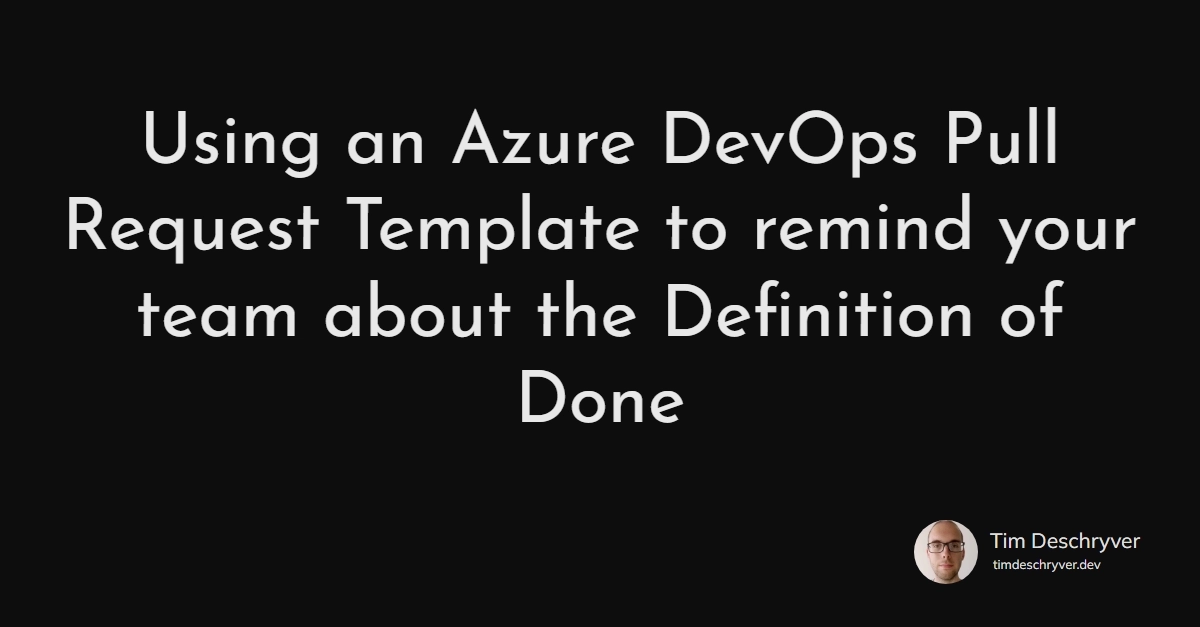 Using an Azure DevOps Pull
Request Template to remind your
team about the Definition of
Done
Tim Deschryver
timdeschryver.dev